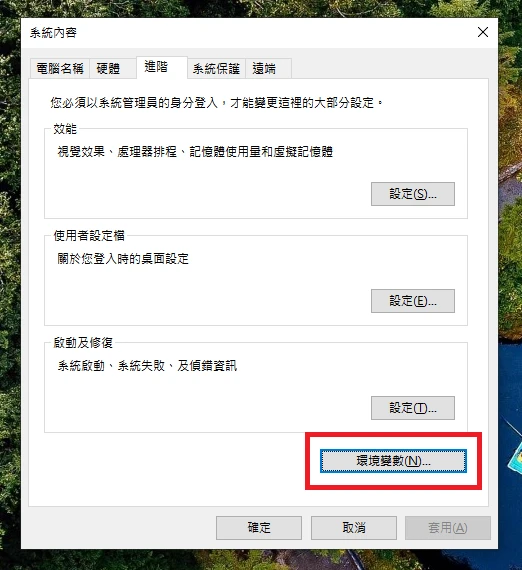 系統內容
電腦名稱 硬體 進階 系統保護 遠端
您必須以系統管理員的身分登入，才能變更這裡的大部分設定。
效能
視覺效果、處理器排程、記憶體使用量和虛擬記憶體
設定(S)...
使用者設定檔
關於您登入時的桌面設定
設定(E)...
啟動及修復
系統啟動、系統失敗、及偵錯資訊
設定(T)...
環境變數(N)...
確定 取消 套用(A)